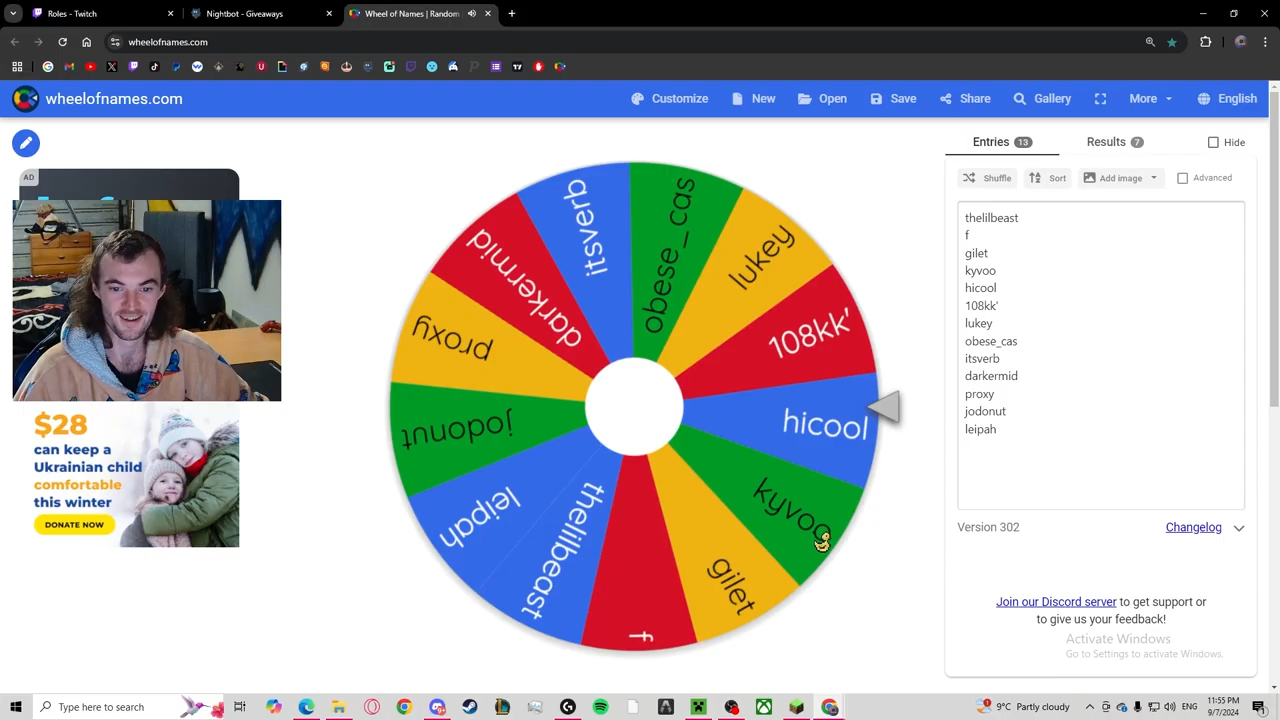 Roles - Twitch
Nightbot - Giveaways
Wheel of Names | Random
wheelofnames.com
wheelofnames.com
Customize
New
Open
Save
Share
Gallery
More
English
AD
$28
can keep a
Ukrainian child
comfortable
this winter
DONATE NOW
itsverb
obese_cas
lukey
108kk'
hicool
kyvoo
gilet
f
thelilbeast
leipah
jodonut
proxy
darkermid
Entries 13
Results 7
Hide
Shuffle
Sort
Add image
Advanced
thelilbeast
f
gilet
kyvoo
hicool
108kk'
lukey
obese_cas
itsverb
darkermid
proxy
jodonut
leipah
Version 302
Changelog
Join our Discord server to get support or
to give us your feedback!
Activate Windows
Go to Settings to activate Windows.
Type here to search
9°C Partly cloudy
ENG
11:55 PM
9/7/2024